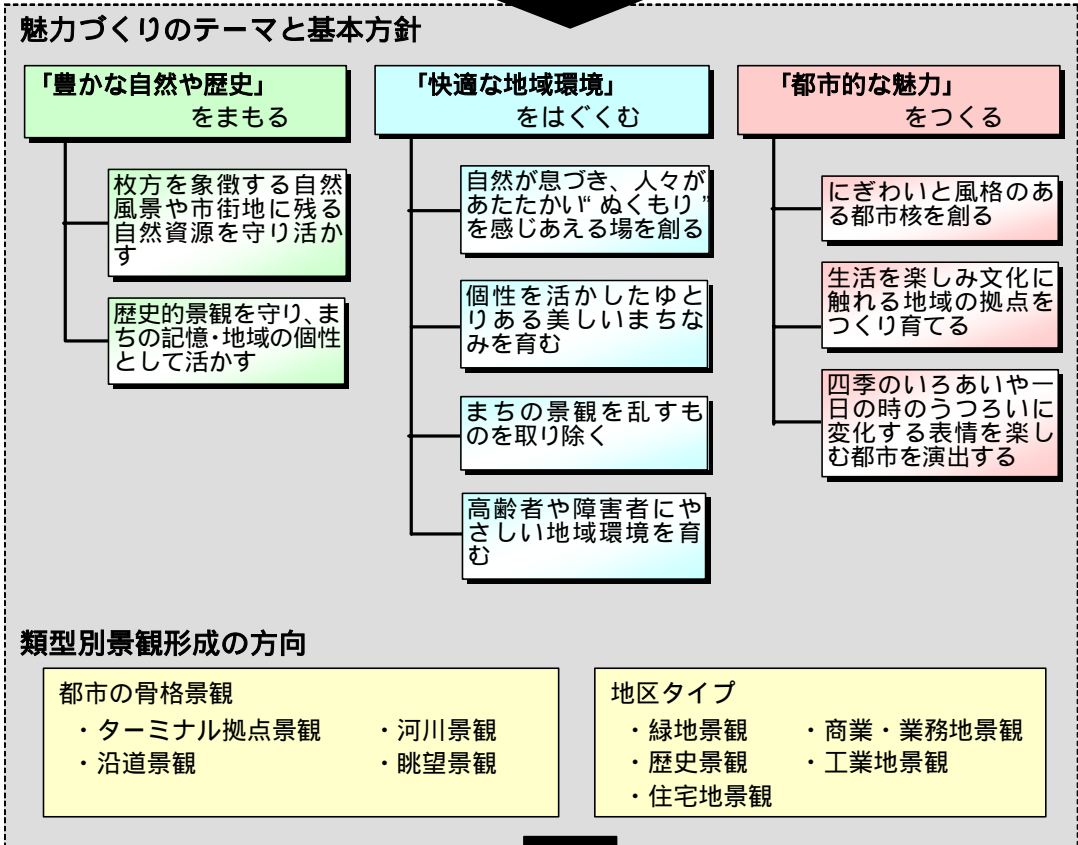 魅力づくりのテーマと基本方針
「豊かな自然や歴史」
をまもる
枚方を象徴する自然
風景や市街地に残る
自然資源を守り活か
す
歴史的景観を守り、ま
ちの記憶・地域の個性
として活かす
「快適な地域環境」
をはぐくむ
自然が息づき、人々が
あたたかい“ぬくもり”
を感じあえる場を創る
個性を活かしたゆと
りある美しいまちな
みを育む
まちの景観を乱すも
のを取り除く
高齢者や障害者にや
さしい地域環境を育
む
「都市的な魅力」
をつくる
にぎわいと風格のあ
る都市核を創る
生活を楽しみ文化に
触れる地域の拠点を
つくり育てる
四季のいろあいや一
日の時のうつろいに
変化する表情を楽し
む都市を演出する
類型別景観形成の方向
都市の骨格景観
・ターミナル拠点景観 ・河川景観
・沿道景観 ・眺望景観
地区タイプ
・緑地景観 ・商業・業務地景観
・歴史景観 ・工業地景観
・住宅地景観